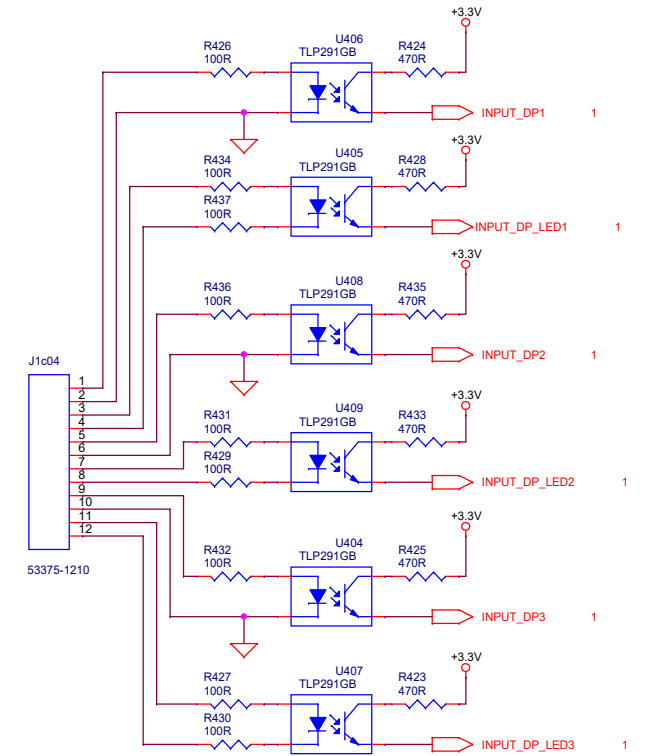 +3.3V
R426
100R
U406
TLP291GB
R424
470R
INPUT_DP1 1
+3.3V
R434
100R
U405
TLP291GB
R428
470R
R437
100R
INPUT_DP_LED1 1
+3.3V
R436
100R
U408
TLP291GB
R435
470R
INPUT_DP2 1
J1c04
1
2
3
4
5
6
7
8
9
10
11
12
53375-1210
+3.3V
R431
100R
U409
TLP291GB
R433
470R
R429
100R
INPUT_DP_LED2 1
+3.3V
R432
100R
U404
TLP291GB
R425
470R
INPUT_DP3 1
+3.3V
R427
100R
U407
TLP291GB
R423
470R
R430
100R
INPUT_DP_LED3 1